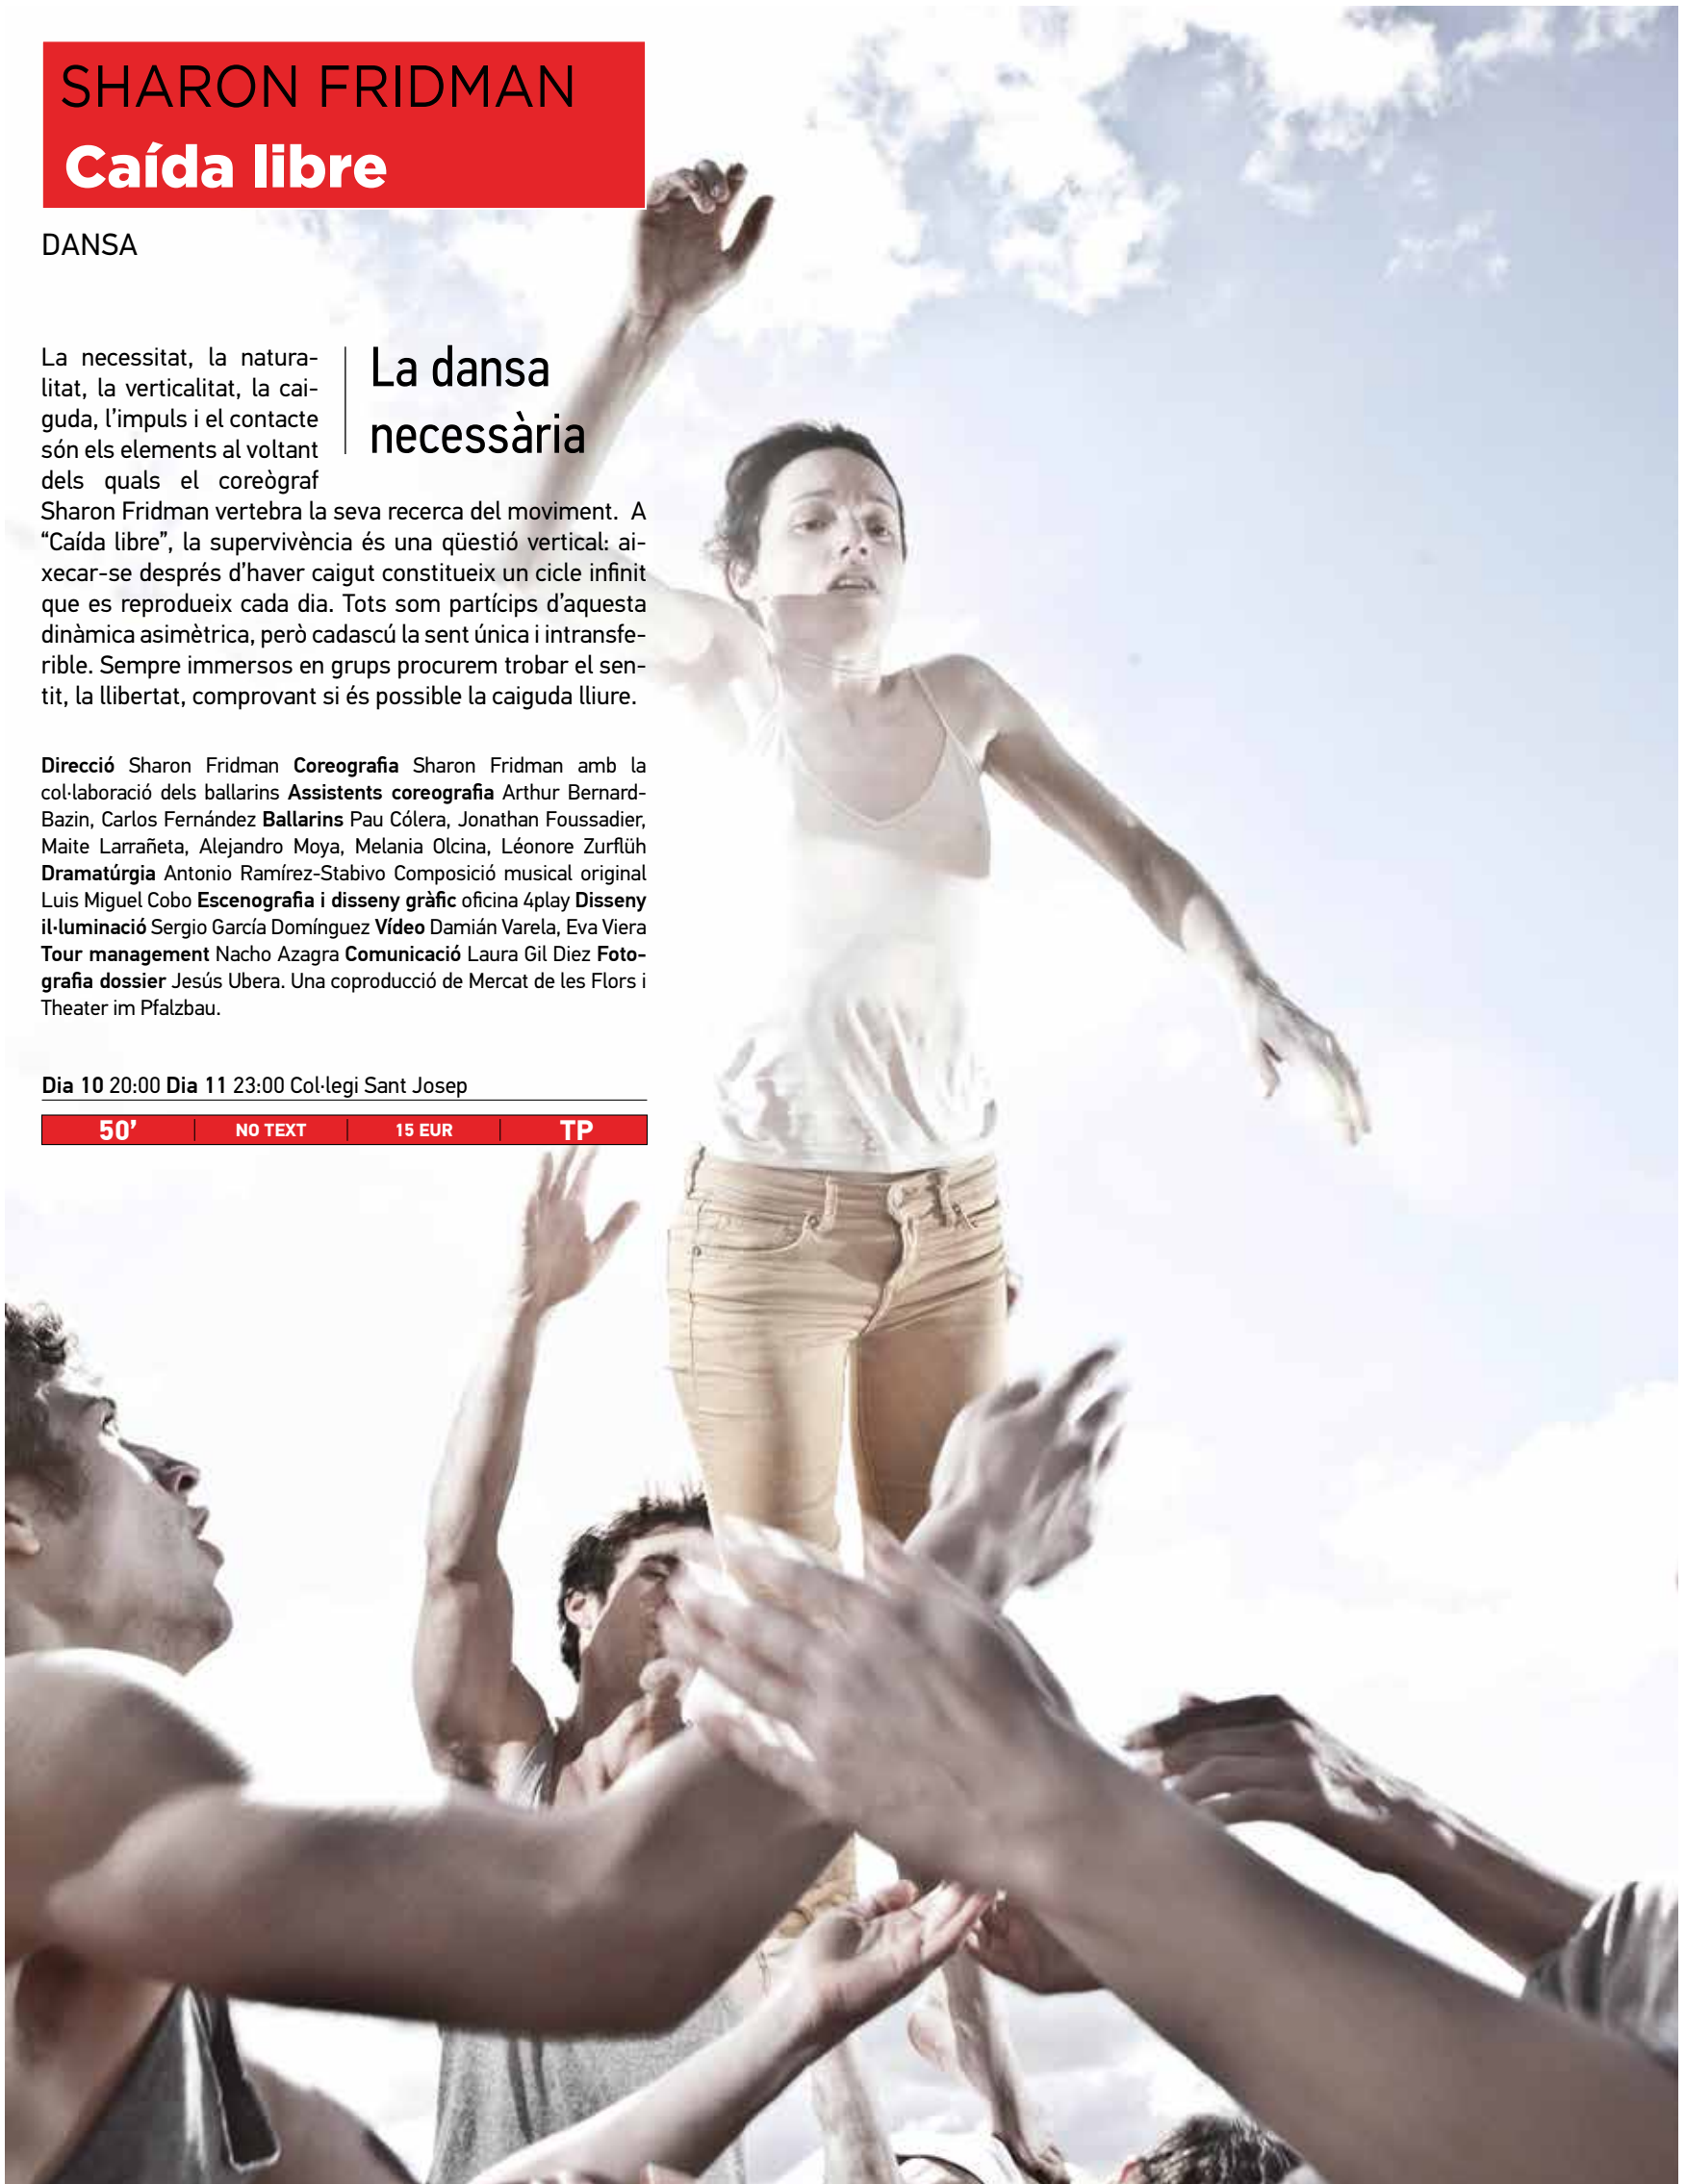 SHARON FRIDMAN
Caída libre
DANSA
La necessitat, la natura-
litat, la verticalitat, la cai-
guda, l'impuls i el contacte
són els elements al voltant
dels quals el coreògraf
La dansa
necessària
Sharon Fridman vertebra la seva recerca del moviment. A
“Caída libre”, la supervivència és una qüestió vertical: ai-
xecar-se després d'haver caigut constitueix un cicle infinit
que es reprodueix cada dia. Tots som partícips d'aquesta
dinàmica asimètrica, però cadascú la sent única i intransfe-
rible. Sempre immersos en grups procurem trobar el sen-
tit, la llibertat, comprovant si és possible la caiguda lliure.
Direcció Sharon Fridman Coreografia Sharon Fridman amb la
col·laboració dels ballarins Assistents coreografia Arthur Bernard-
Bazin, Carlos Fernández Ballarins Pau Cólera, Jonathan Foussadier,
Maite Larrañeta, Alejandro Moya, Melania Olcina, Léonore Zurflüh
Dramatúrgia Antonio Ramírez-Stabivo Composició musical original
Luis Miguel Cobo Escenografia i disseny gràfic oficina 4play Disseny
il·luminació Sergio García Domínguez Vídeo Damián Varela, Eva Viera
Tour management Nacho Azagra Comunicació Laura Gil Diez Foto-
grafia dossier Jesús Ubera. Una coproducció de Mercat de les Flors i
Theater im Pfalzbau.
Dia 10 20:00 Dia 11 23:00 Col·legi Sant Josep
50’ NO TEXT 15 EUR TP